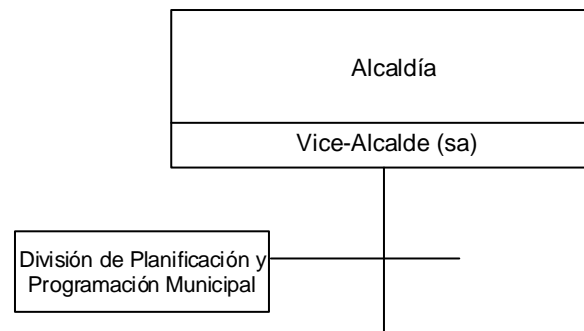 Alcaldía
Vice-Alcalde (sa)
División de Planificación y
Programación Municipal